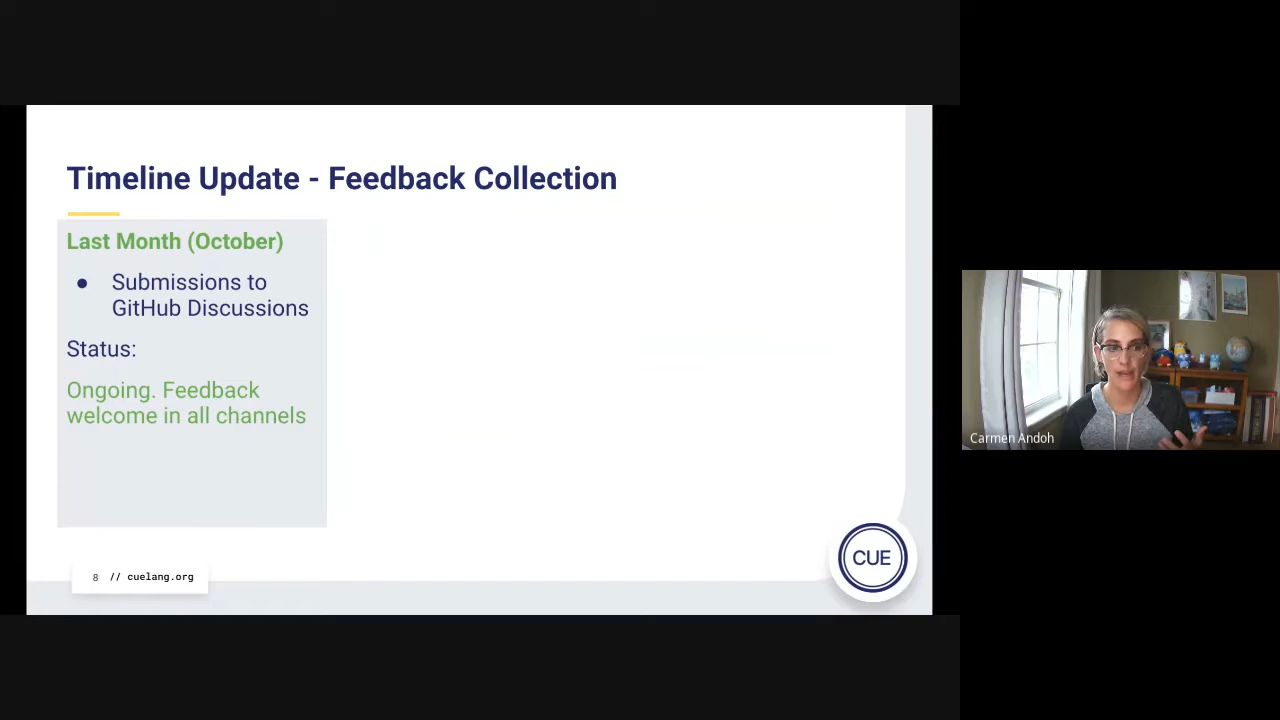 Timeline Update - Feedback Collection
Last Month (October)
● Submissions to
GitHub Discussions
Status:
Ongoing. Feedback
welcome in all channels
8 // cuelang.org
CUE
Carmen Andoh